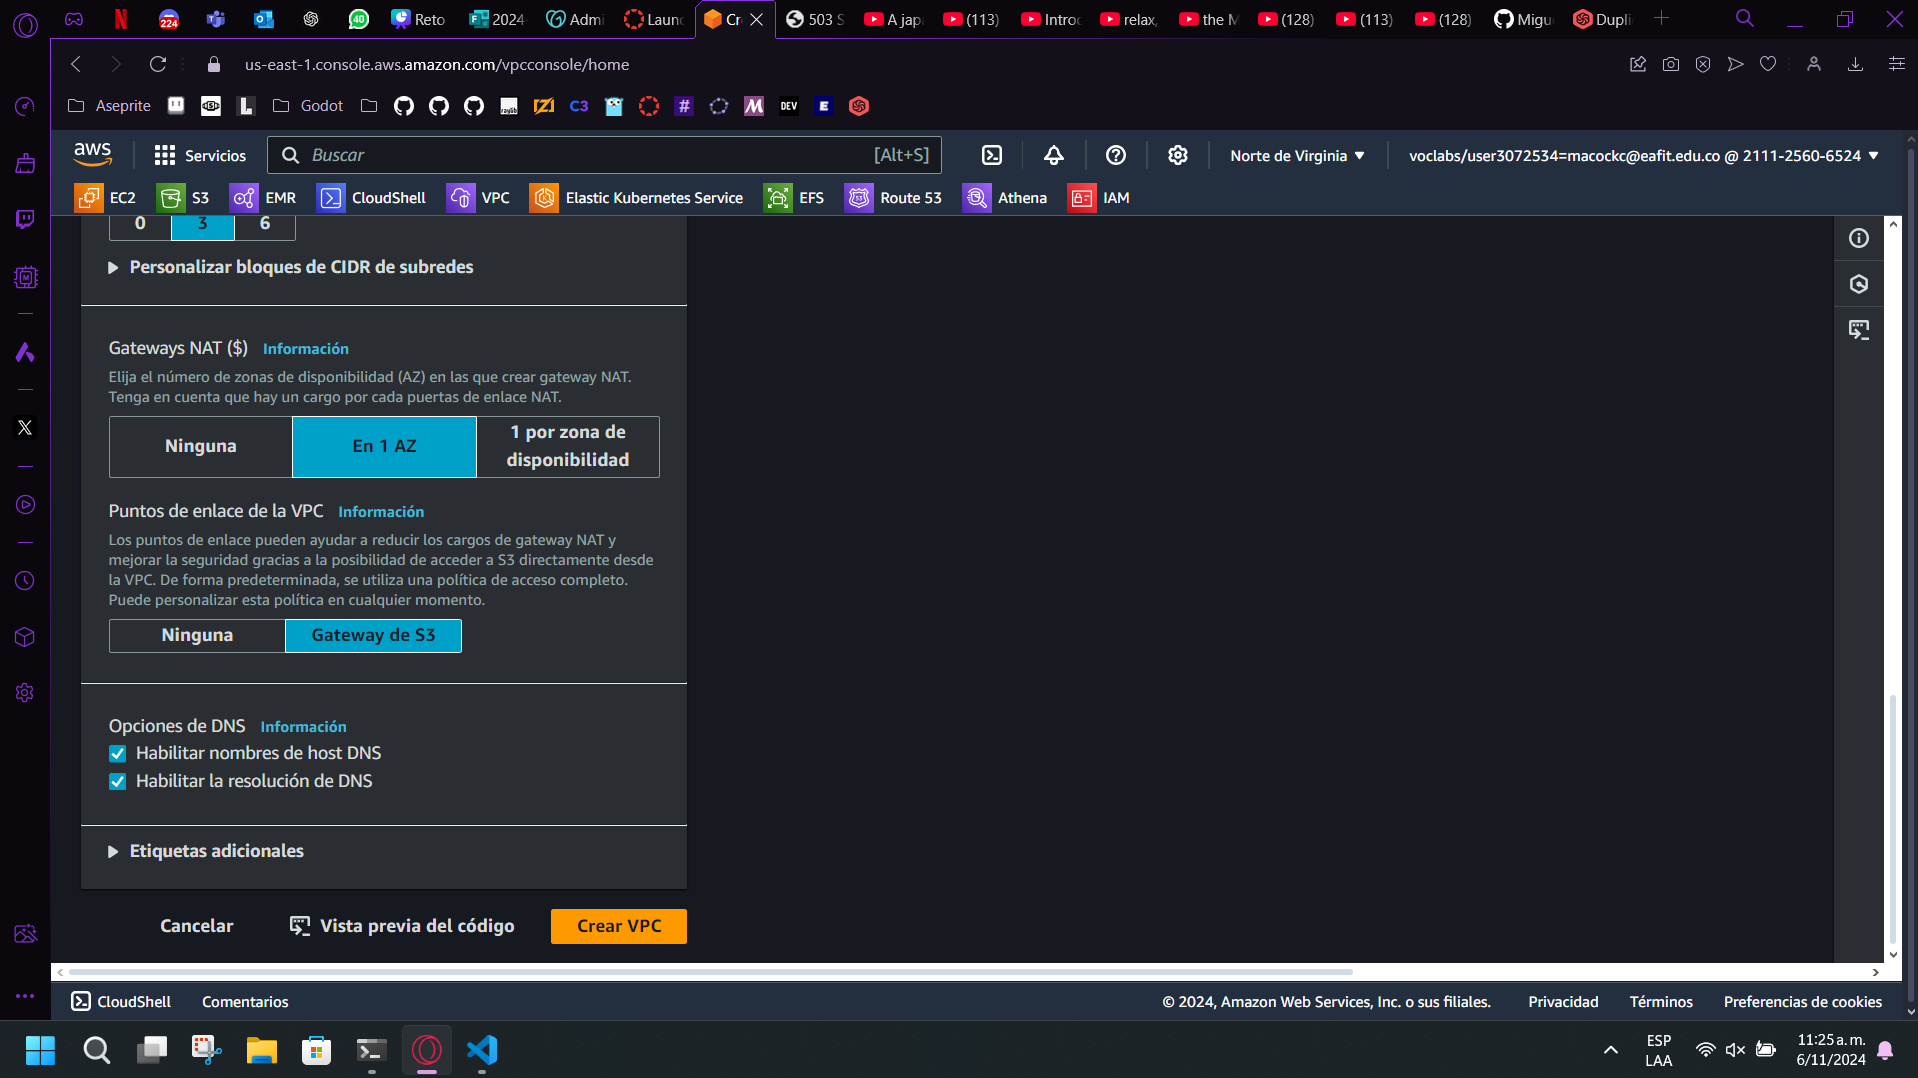 224
40
Reto
2024
Admi
Launc
Cr
503 S
A jap
(113)
Introd
relax,
the M
(128)
(113)
(128)
Migu
Dupli
us-east-1.console.aws.amazon.com/vpcconsole/home
Aseprite
Godot
raylib
C3
#
DEV
E
aws
Servicios
Buscar
[Alt+S]
Norte de Virginia
voclabs/user3072534=macockc@eafit.edu.co @ 2111-2560-6524
EC2
S3
EMR
CloudShell
VPC
Elastic Kubernetes Service
EFS
Route 53
Athena
IAM
0
3
6
Personalizar bloques de CIDR de subredes
Gateways NAT ($) Información
Elija el número de zonas de disponibilidad (AZ) en las que crear gateway NAT.
Tenga en cuenta que hay un cargo por cada puertas de enlace NAT.
Ninguna
En 1 AZ
1 por zona de
disponibilidad
Puntos de enlace de la VPC Información
Los puntos de enlace pueden ayudar a reducir los cargos de gateway NAT y
mejorar la seguridad gracias a la posibilidad de acceder a S3 directamente desde
la VPC. De forma predeterminada, se utiliza una política de acceso completo.
Puede personalizar esta política en cualquier momento.
Ninguna
Gateway de S3
Opciones de DNS Información
Habilitar nombres de host DNS
Habilitar la resolución de DNS
Etiquetas adicionales
Cancelar
Vista previa del código
Crear VPC
CloudShell
Comentarios
© 2024, Amazon Web Services, Inc. o sus filiales.
Privacidad
Términos
Preferencias de cookies
ESP
LAA
11:25 a. m.
6/11/2024